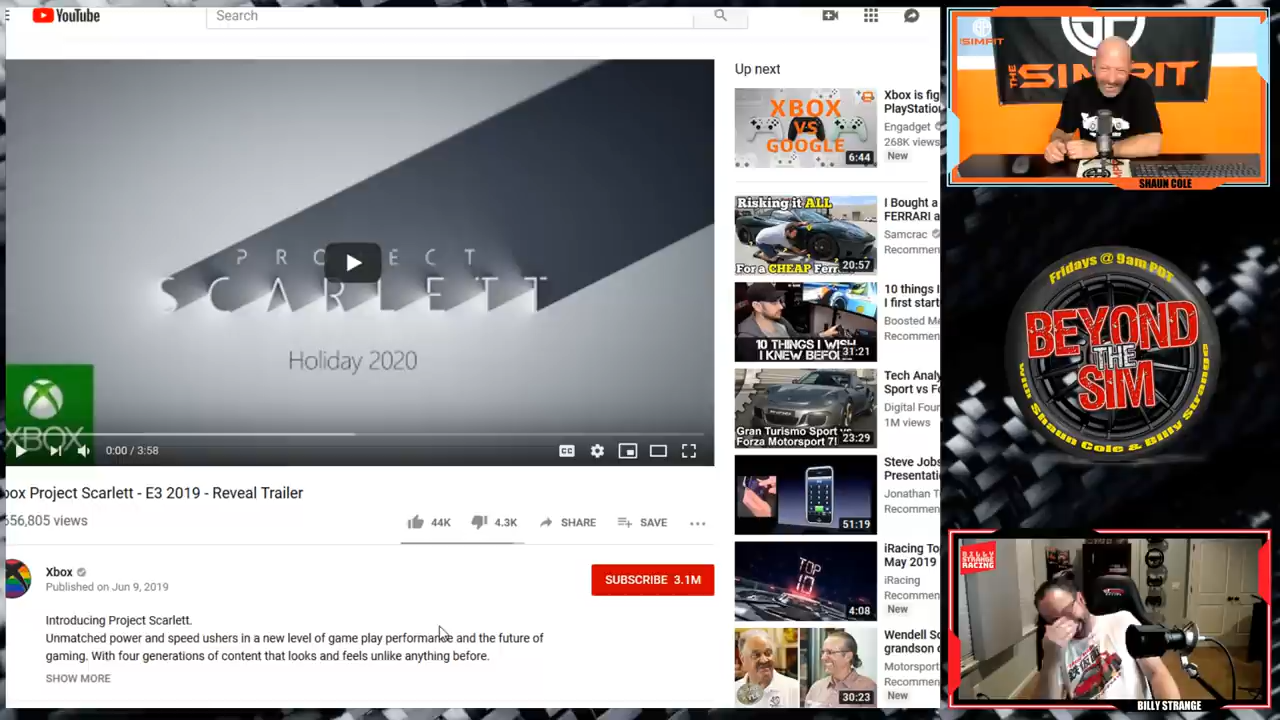 YouTube
Search
PROJECT
SCARLETT
Holiday 2020
XBOX
0:00 / 3:58
box Project Scarlett - E3 2019 - Reveal Trailer
656,805 views
44K
4.3K
SHARE
SAVE
Xbox
Published on Jun 9, 2019
SUBSCRIBE 3.1M
Introducing Project Scarlett.
Unmatched power and speed ushers in a new level of game play performance and the future of
gaming. With four generations of content that looks and feels unlike anything before.
SHOW MORE
Up next
XBOX
VS
GOOGLE
6:44
Xbox is fig
PlayStation
Engadget
268K views
New
Risking it ALL
For a CHEAP Ferr
20:57
I Bought a
FERRARI a
Samcrac
Recommen
10 THINGS I WISH
I KNEW BEFO
31:21
10 things I
I first start
Boosted Me
Recommen
Gran Turismo Sport vs
Forza Motorsport 7!
23:29
Tech Analy
Sport vs Fo
Digital Foun
1M views
51:19
Steve Jobs
Presentatio
Jonathan T
Recommen
TOP
10
4:08
iRacing To
May 2019
iRacing
Recommen
New
30:23
Wendell Sc
grandson o
Motorsport
Recommen
New
SIMPIT
THE SIMPIT
SHAUN COLE
Fridays @ 9am PDT
BEYOND
THE
SIM
with Shaun Cole & Billy Strange
BILLY
STRANGE
RACING
BILLY STRANGE